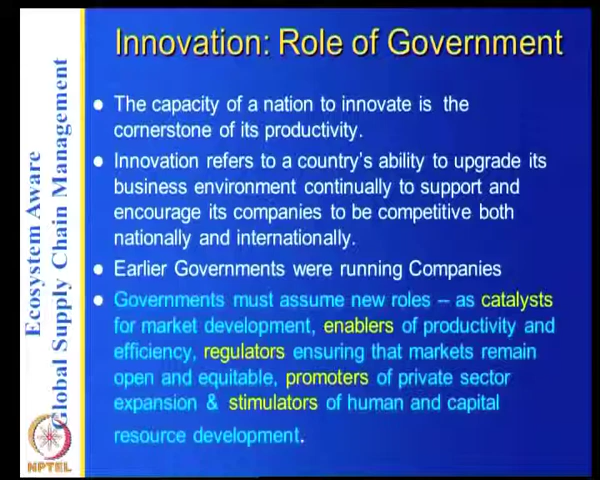 Innovation: Role of Government
The capacity of a nation to innovate is the
cornerstone of its productivity.
Innovation refers to a country's ability to upgrade its
business environment continually to support and
encourage its companies to be competitive both
nationally and internationally.
Earlier Governments were running Companies
Governments must assume new roles – as catalysts
for market development, enablers of productivity and
efficiency, regulators ensuring that markets remain
open and equitable, promoters of private sector
expansion & stimulators of human and capital
resource development.
Ecosystem Aware
Global Supply Chain Management
NPTEL